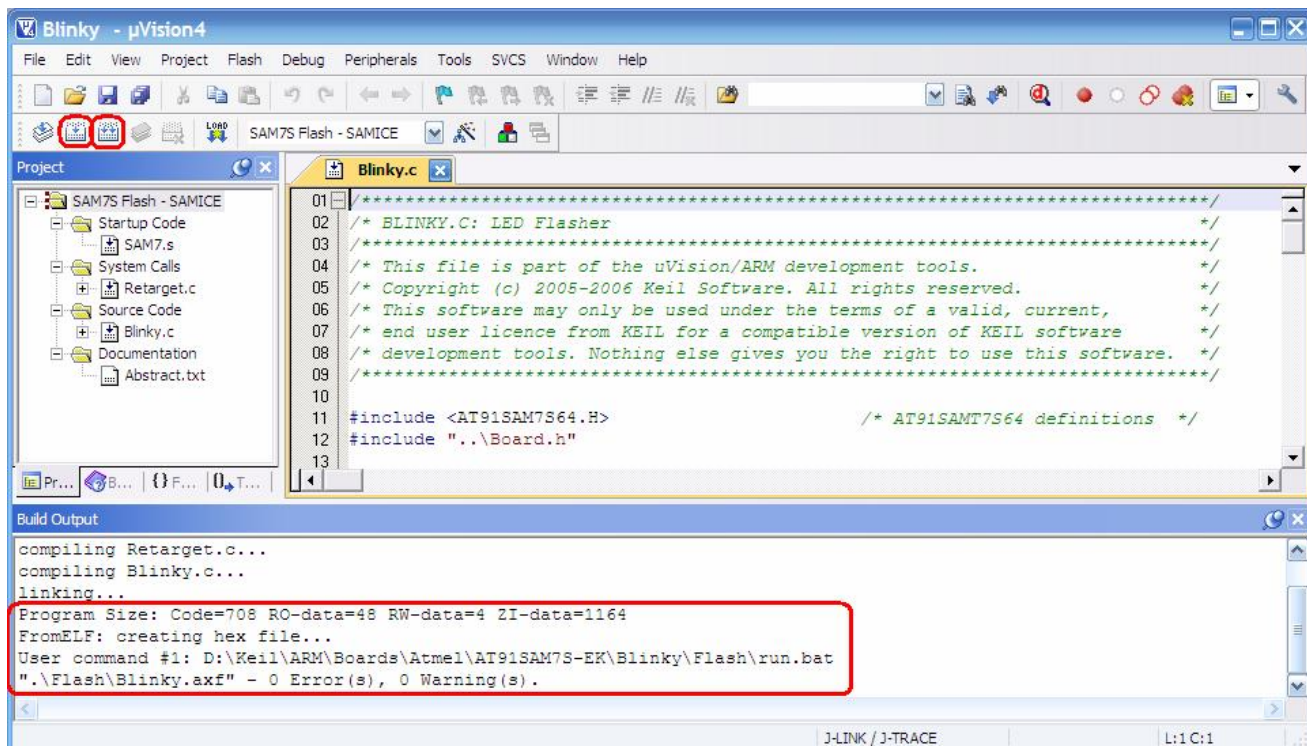 Blinky - µVision4
File Edit View Project Flash Debug Peripherals Tools SVCS Window Help
LOAD SAM7S Flash - SAMICE
Project
SAM7S Flash - SAMICE
Startup Code
SAM7.s
System Calls
Retarget.c
Source Code
Blinky.c
Documentation
Abstract.txt
Pr... B... {} F... 0 T...
Blinky.c
01 /******************************************************************************/
02 /* BLINKY.C: LED Flasher */
03 /******************************************************************************/
04 /* This file is part of the uVision/ARM development tools. */
05 /* Copyright (c) 2005-2006 Keil Software. All rights reserved. */
06 /* This software may only be used under the terms of a valid, current, */
07 /* end user licence from KEIL for a compatible version of KEIL software */
08 /* development tools. Nothing else gives you the right to use this software. */
09 /******************************************************************************/
10
11 #include <AT91SAM7S64.H> /* AT91SAMT7S64 definitions */
12 #include "..\Board.h"
13
Build Output
compiling Retarget.c...
compiling Blinky.c...
linking...
Program Size: Code=708 RO-data=48 RW-data=4 ZI-data=1164
FromELF: creating hex file...
User command #1: D:\Keil\ARM\Boards\Atmel\AT91SAM7S-EK\Blinky\Flash\run.bat
".\Flash\Blinky.axf" - 0 Error(s), 0 Warning(s).
J-LINK / J-TRACE L:1 C:1